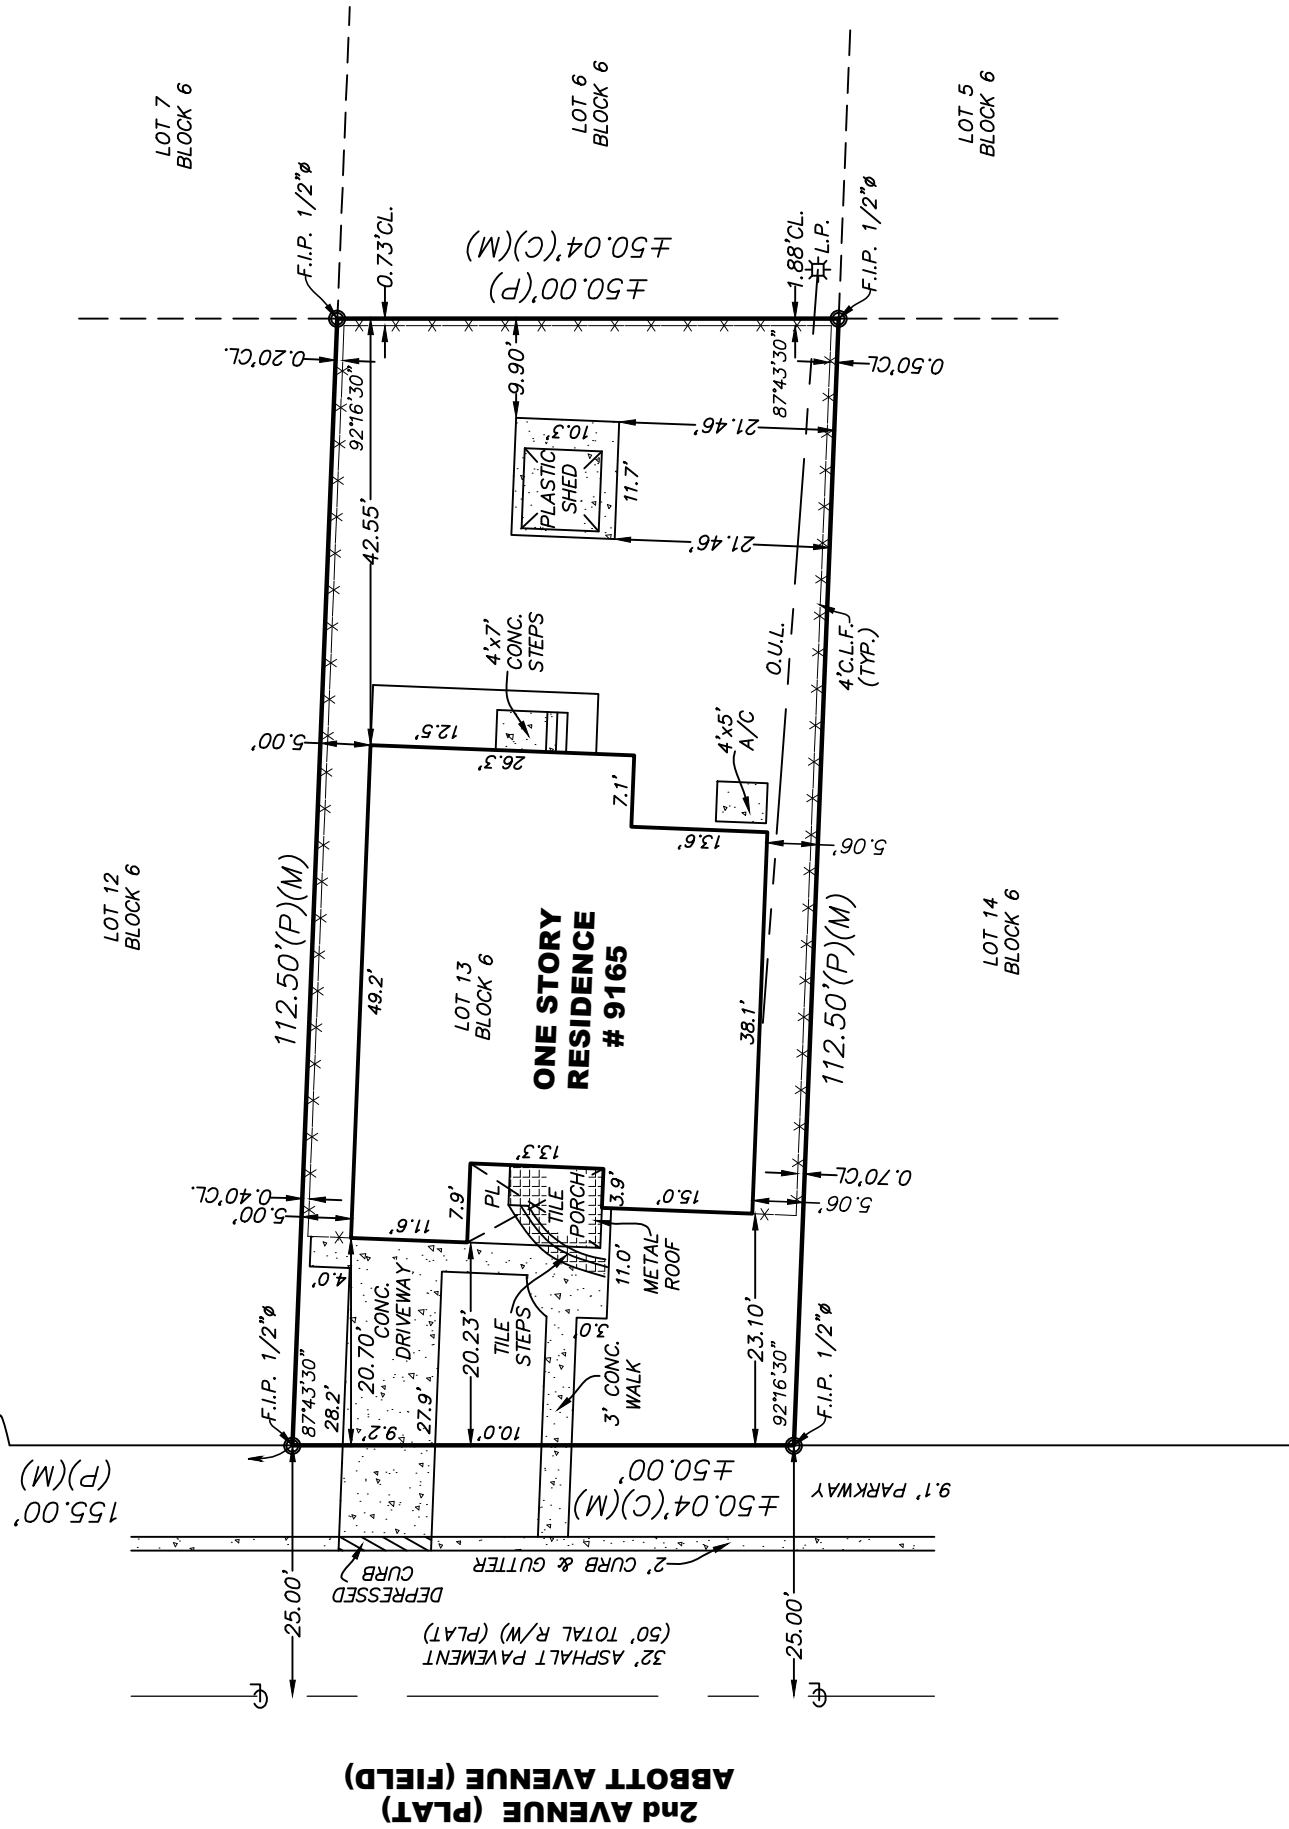 LOT 7
BLOCK 6
LOT 6
BLOCK 6
LOT 5
BLOCK 6
F.I.P. 1/2"ø
0.73'CL.
±50.04'(C)(M)
±50.00'(P)
1.88'CL.
L.P.
F.I.P. 1/2"ø
0.20'CL.
92°16'30"
9.90'
87°43'30"
0.50'CL
42.55'
10.3'
PLASTIC
SHED
11.7'
21.46'
21.46'
4'x7'
CONC.
STEPS
O.U.L.
4'C.L.F.
(TYP.)
5.00'
12.5'
26.3'
7.1'
4'x5'
A/C
13.6'
5.06'
LOT 12
BLOCK 6
112.50'(P)(M)
49.2'
LOT 13
BLOCK 6
ONE STORY
RESIDENCE
# 9165
38.1'
112.50'(P)(M)
LOT 14
BLOCK 6
0.40'CL.
5.00'
11.6'
7.9'
PL
13.3'
TILE
PORCH
3.9'
15.0'
0.70'CL
5.06'
4.0'
CONC.
DRIVEWAY
11.0'
METAL
ROOF
TILE
STEPS
3.0'
3' CONC.
WALK
F.I.P. 1/2"ø
87°43'30"
28.2'
20.70'
9.2'
27.9'
20.23'
10.0'
23.10'
92°16'30"
F.I.P. 1/2"ø
155.00'
(P)(M)
±50.00'
±50.04'(C)(M)
9.1' PARKWAY
25.00'
DEPRESSED
CURB
2' CURB & GUTTER
25.00'
32' ASPHALT PAVEMENT
(50' TOTAL R/W) (PLAT)
℄
℄
2nd AVENUE (PLAT)
ABBOTT AVENUE (FIELD)